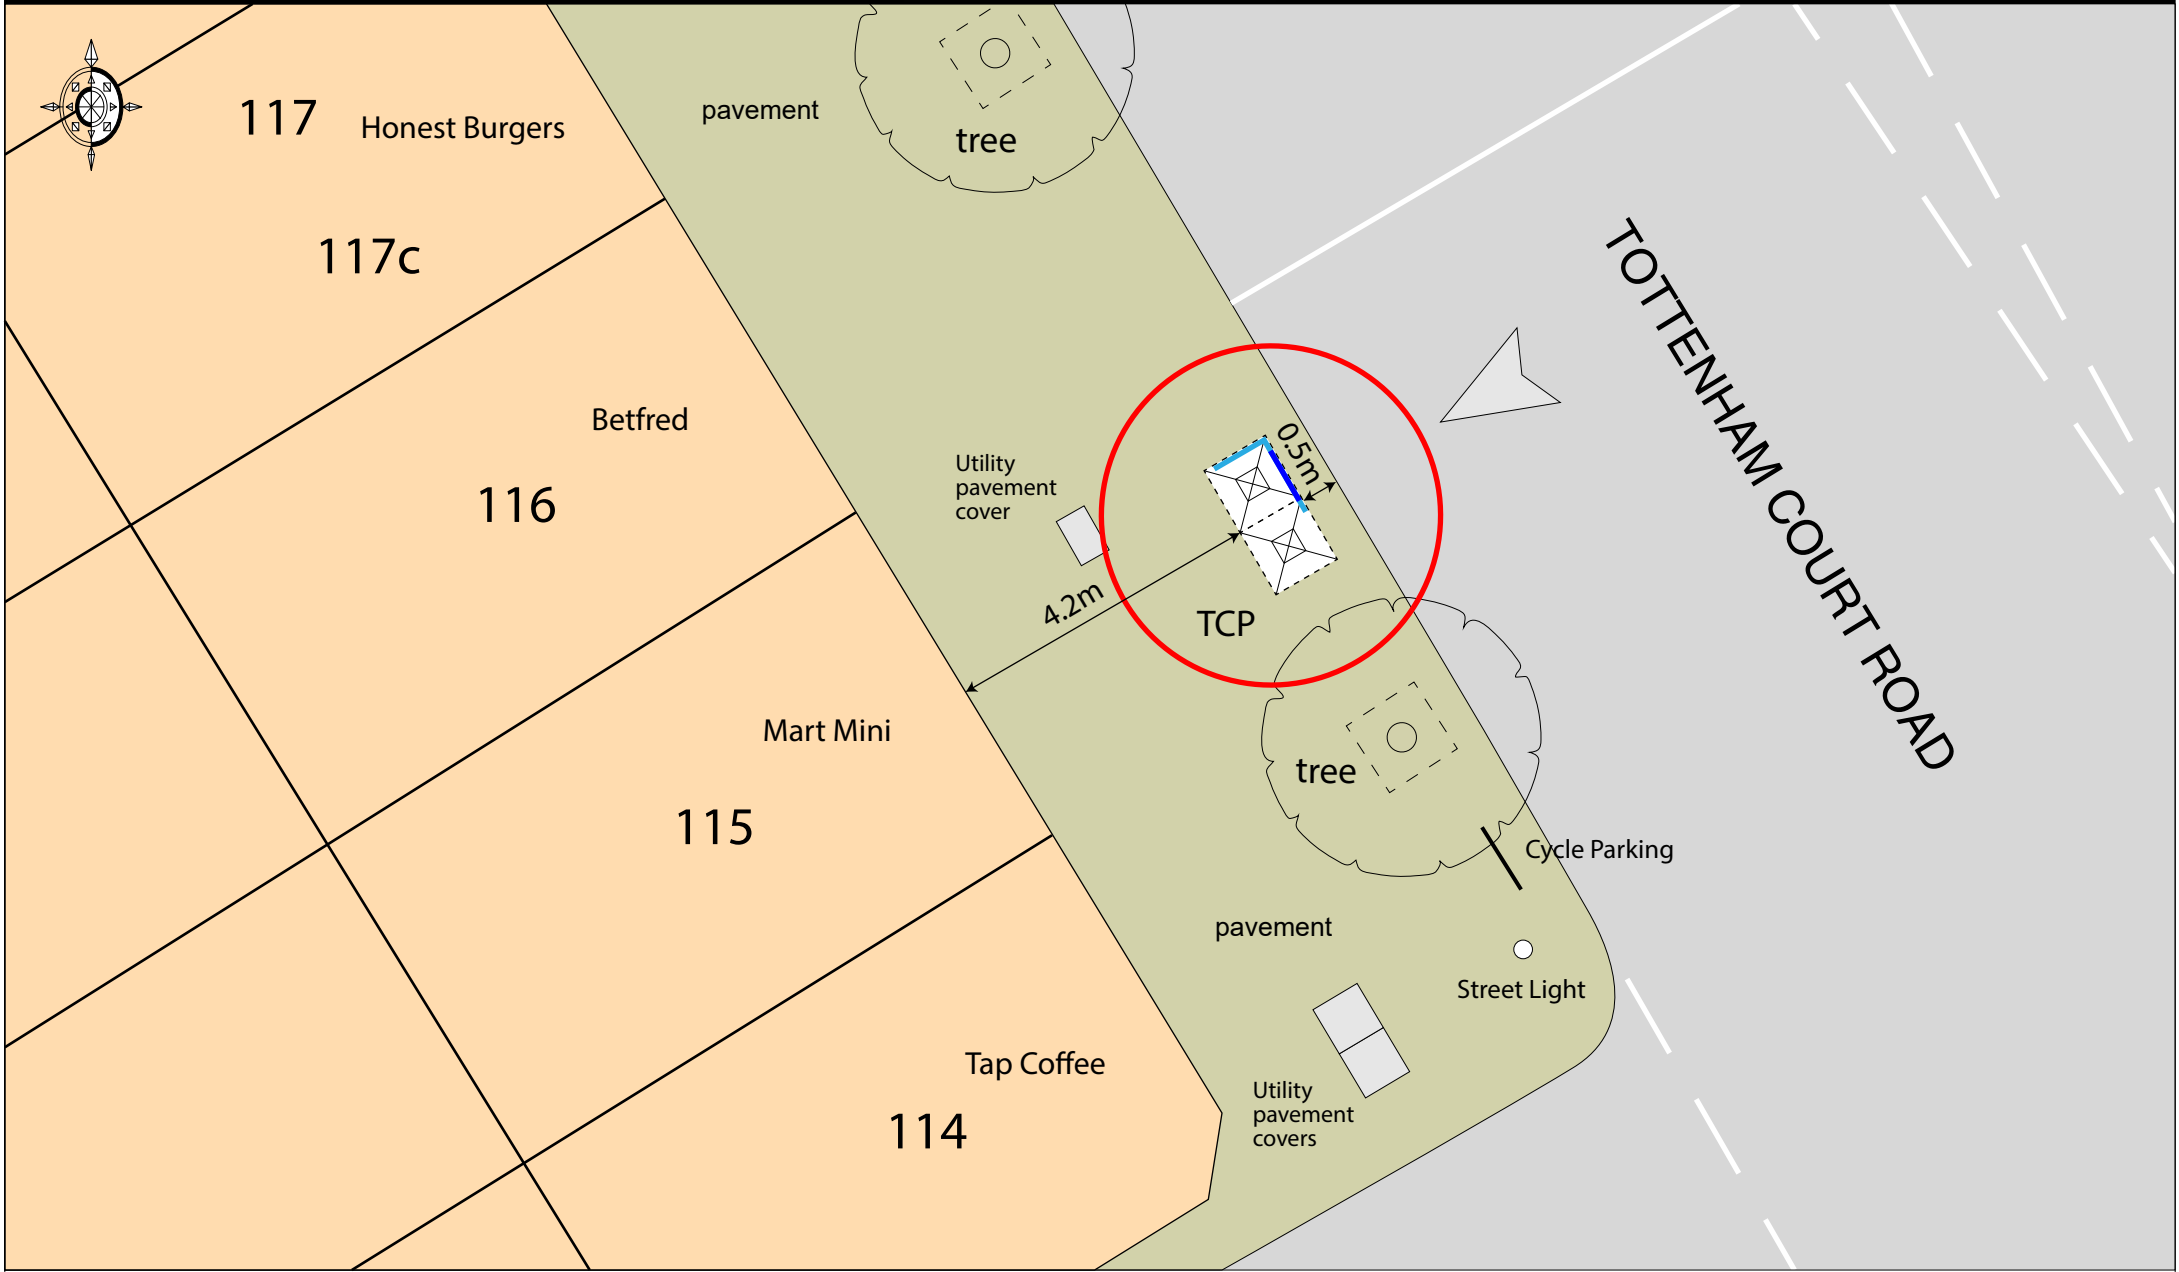 117
Honest Burgers
pavement
tree
117c
TOTTENHAM COURT ROAD
Betfred
116
Utility
pavement
cover
0.5m
4.2m
TCP
Mart Mini
115
tree
Cycle Parking
pavement
Street Light
Tap Coffee
114
Utility
pavement
covers